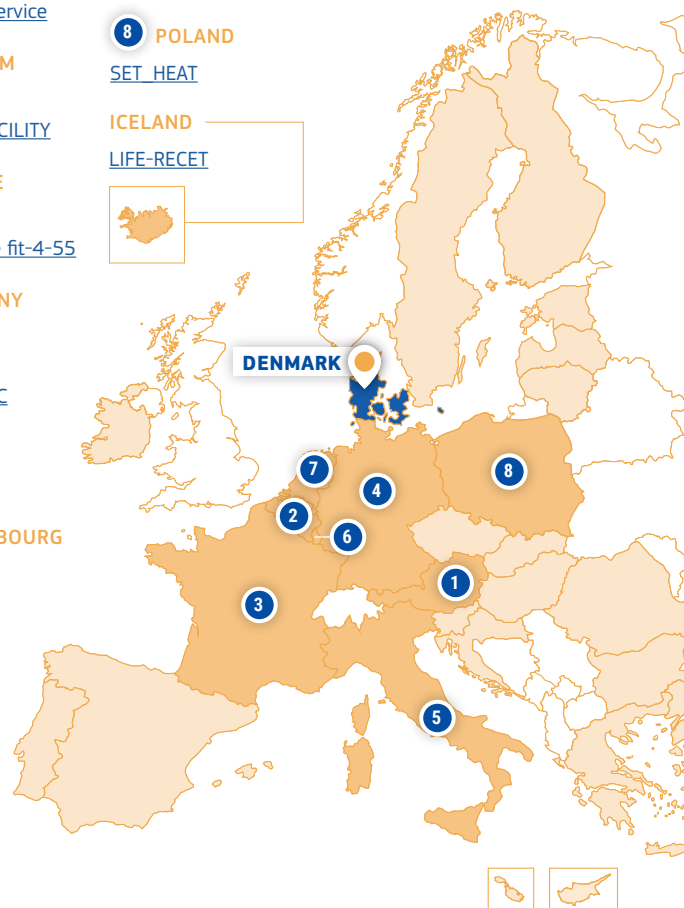 ervice
M
CILITY
E
fit-4-55
NY
C
BOURG
8 POLAND
SET_HEAT
ICELAND
LIFE-RECET
DENMARK
7
8
4
2
6
1
3
5